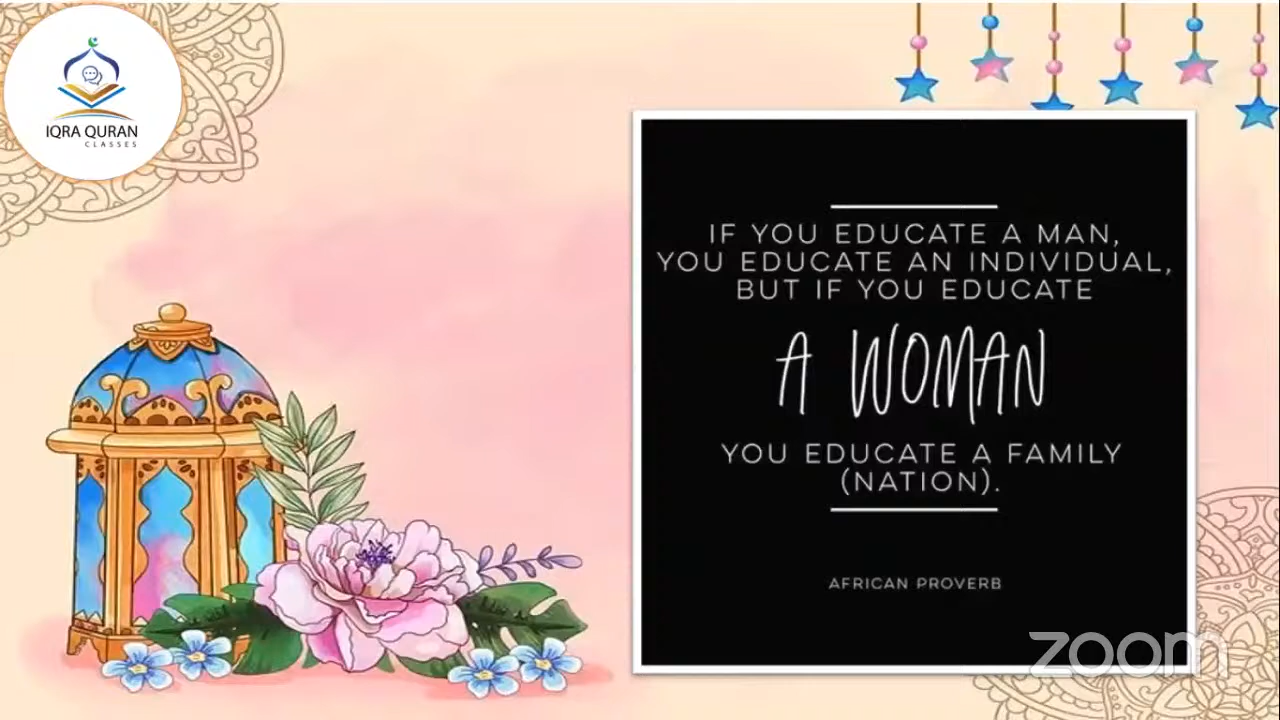 IQRA QURAN
CLASSES
IF YOU EDUCATE A MAN,
YOU EDUCATE AN INDIVIDUAL,
BUT IF YOU EDUCATE
A WOMAN
YOU EDUCATE A FAMILY
(NATION).
AFRICAN PROVERB
zoom